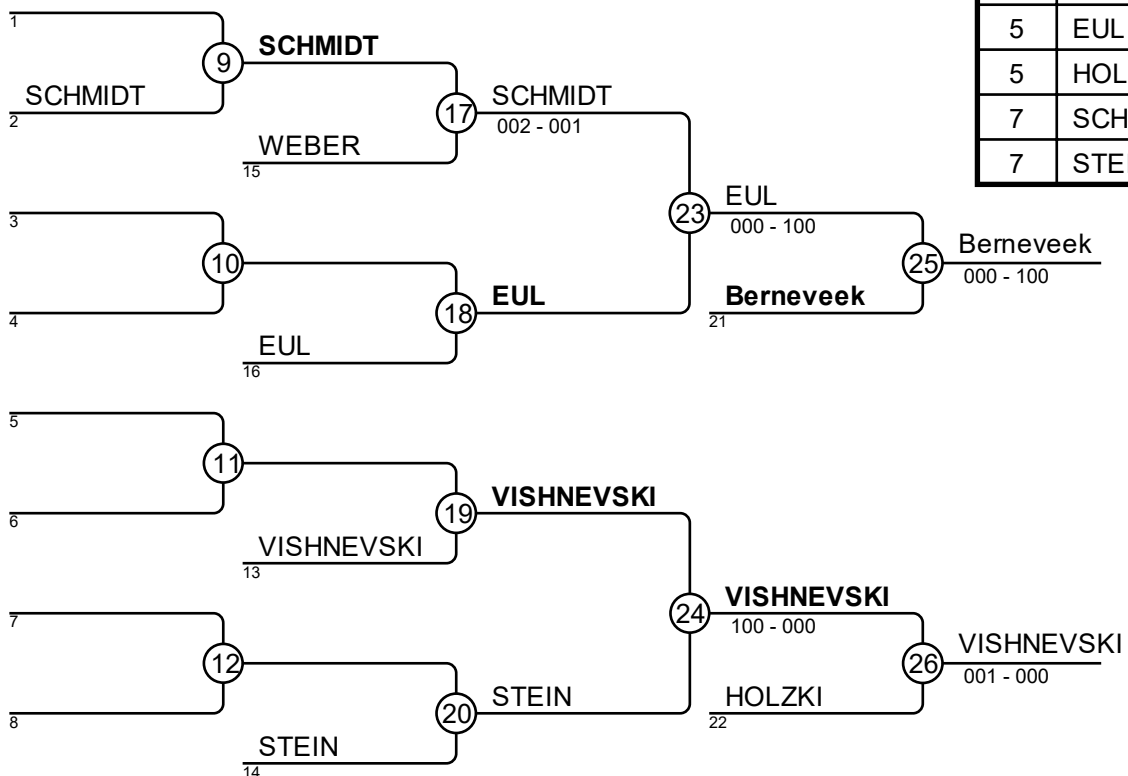 1
9
SCHMIDT
SCHMIDT
2
17
SCHMIDT
002 - 001
WEBER
15
3
23
EUL
000 - 100
10
25
Berneveek
000 - 100
4
18
EUL
Berneveek
21
EUL
16
5
11
6
19
VISHNEVSKI
VISHNEVSKI
13
7
24
VISHNEVSKI
100 - 000
12
26
VISHNEVSKI
001 - 000
8
20
STEIN
HOLZKI
22
STEIN
14
5 EUL
5 HOL
7 SCH
7 STE